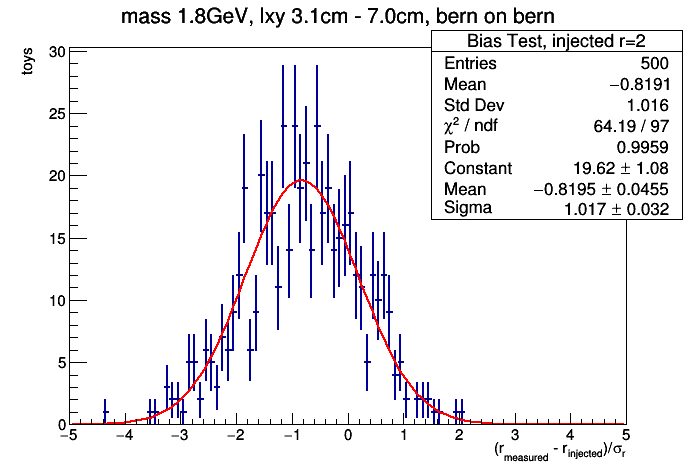 mass 1.8GeV, lxy 3.1cm - 7.0cm, bern on bern
Bias Test, injected r=2
Entries 500
Mean −0.8191
Std Dev 1.016
χ² / ndf 64.19 / 97
Prob 0.9959
Constant 19.62 ± 1.08
Mean −0.8195 ± 0.0455
Sigma 1.017 ± 0.032
toys
30
25
20
15
10
5
0
−5 −4 −3 −2 −1 0 1 2 3 4 5
(r_measured - r_injected)/σ_r